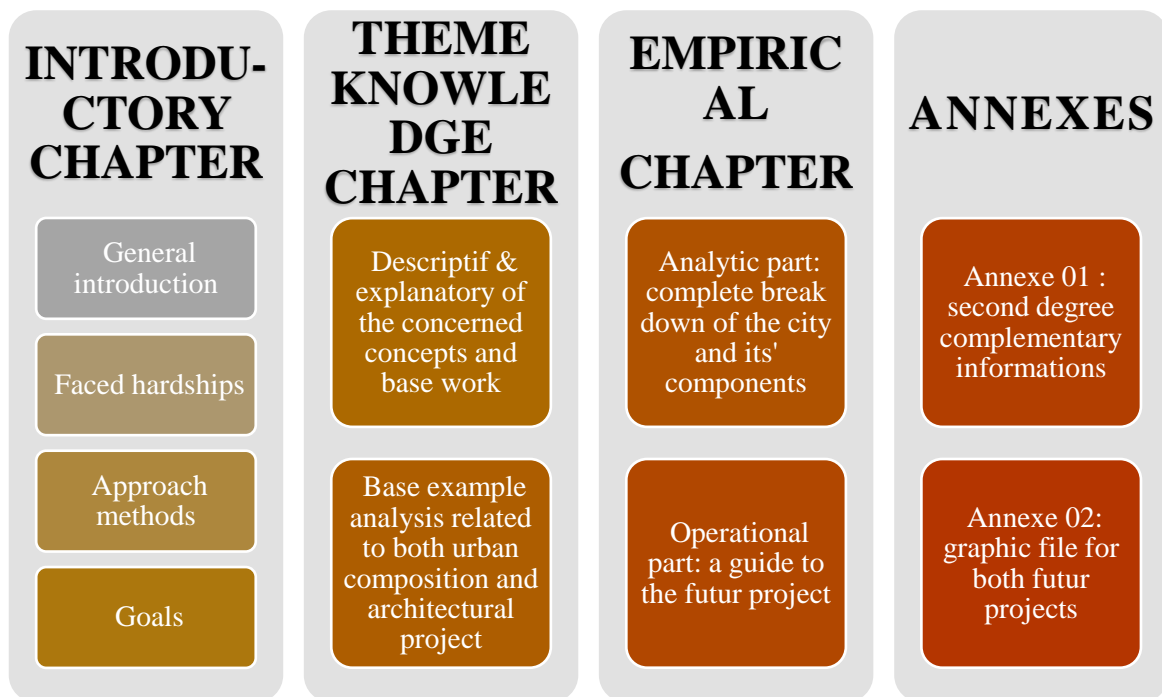 INTRODU-
CTORY
CHAPTER
General
introduction
Faced hardships
Approach
methods
Goals
THEME
KNOWLE
DGE
CHAPTER
Descriptif &
explanatory of
the concerned
concepts and
base work
Base example
analysis related
to both urban
composition and
architectural
project
EMPIRIC
AL
CHAPTER
Analytic part:
complete break
down of the city
and its'
components
Operational
part: a guide to
the futur project
ANNEXES
Annexe 01 :
second degree
complementary
informations
Annexe 02:
graphic file for
both futur
projects